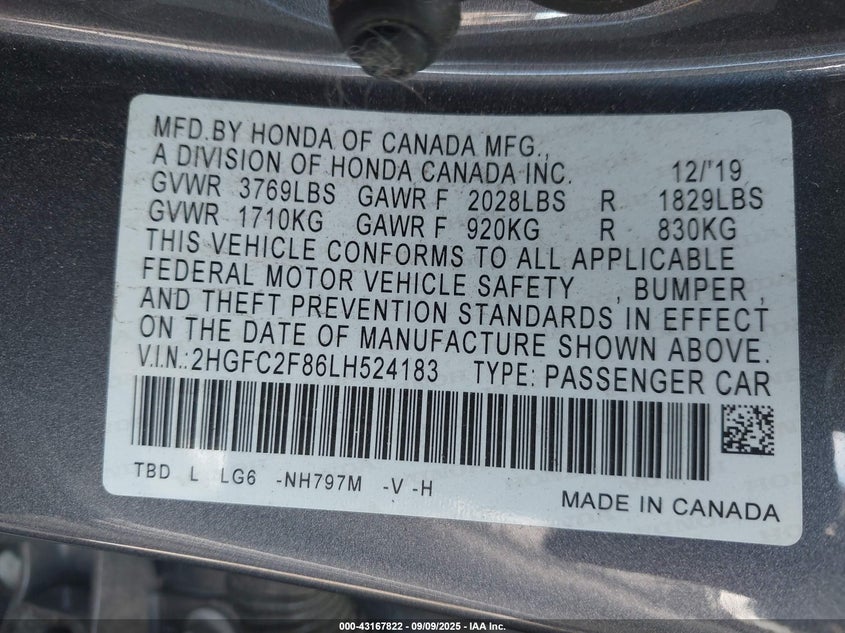 MFD.BY HONDA OF CANADA MFG.,
A DIVISION OF HONDA CANADA INC. 12/'19
GVWR 3769LBS GAWR F 2028LBS R 1829LBS
GVWR 1710KG GAWR F 920KG R 830KG
THIS VEHICLE CONFORMS TO ALL APPLICABLE
FEDERAL MOTOR VEHICLE SAFETY , BUMPER ,
AND THEFT PREVENTION STANDARDS IN EFFECT
ON THE DATE OF MANUFACTURE SHOWN ABOVE.
V.I.N.:2HGFC2F86LH524183 TYPE: PASSENGER CAR
TBD L LG6 -NH797M -V -H
MADE IN CANADA
000-43167822 - 09/09/2025 - IAA Inc.